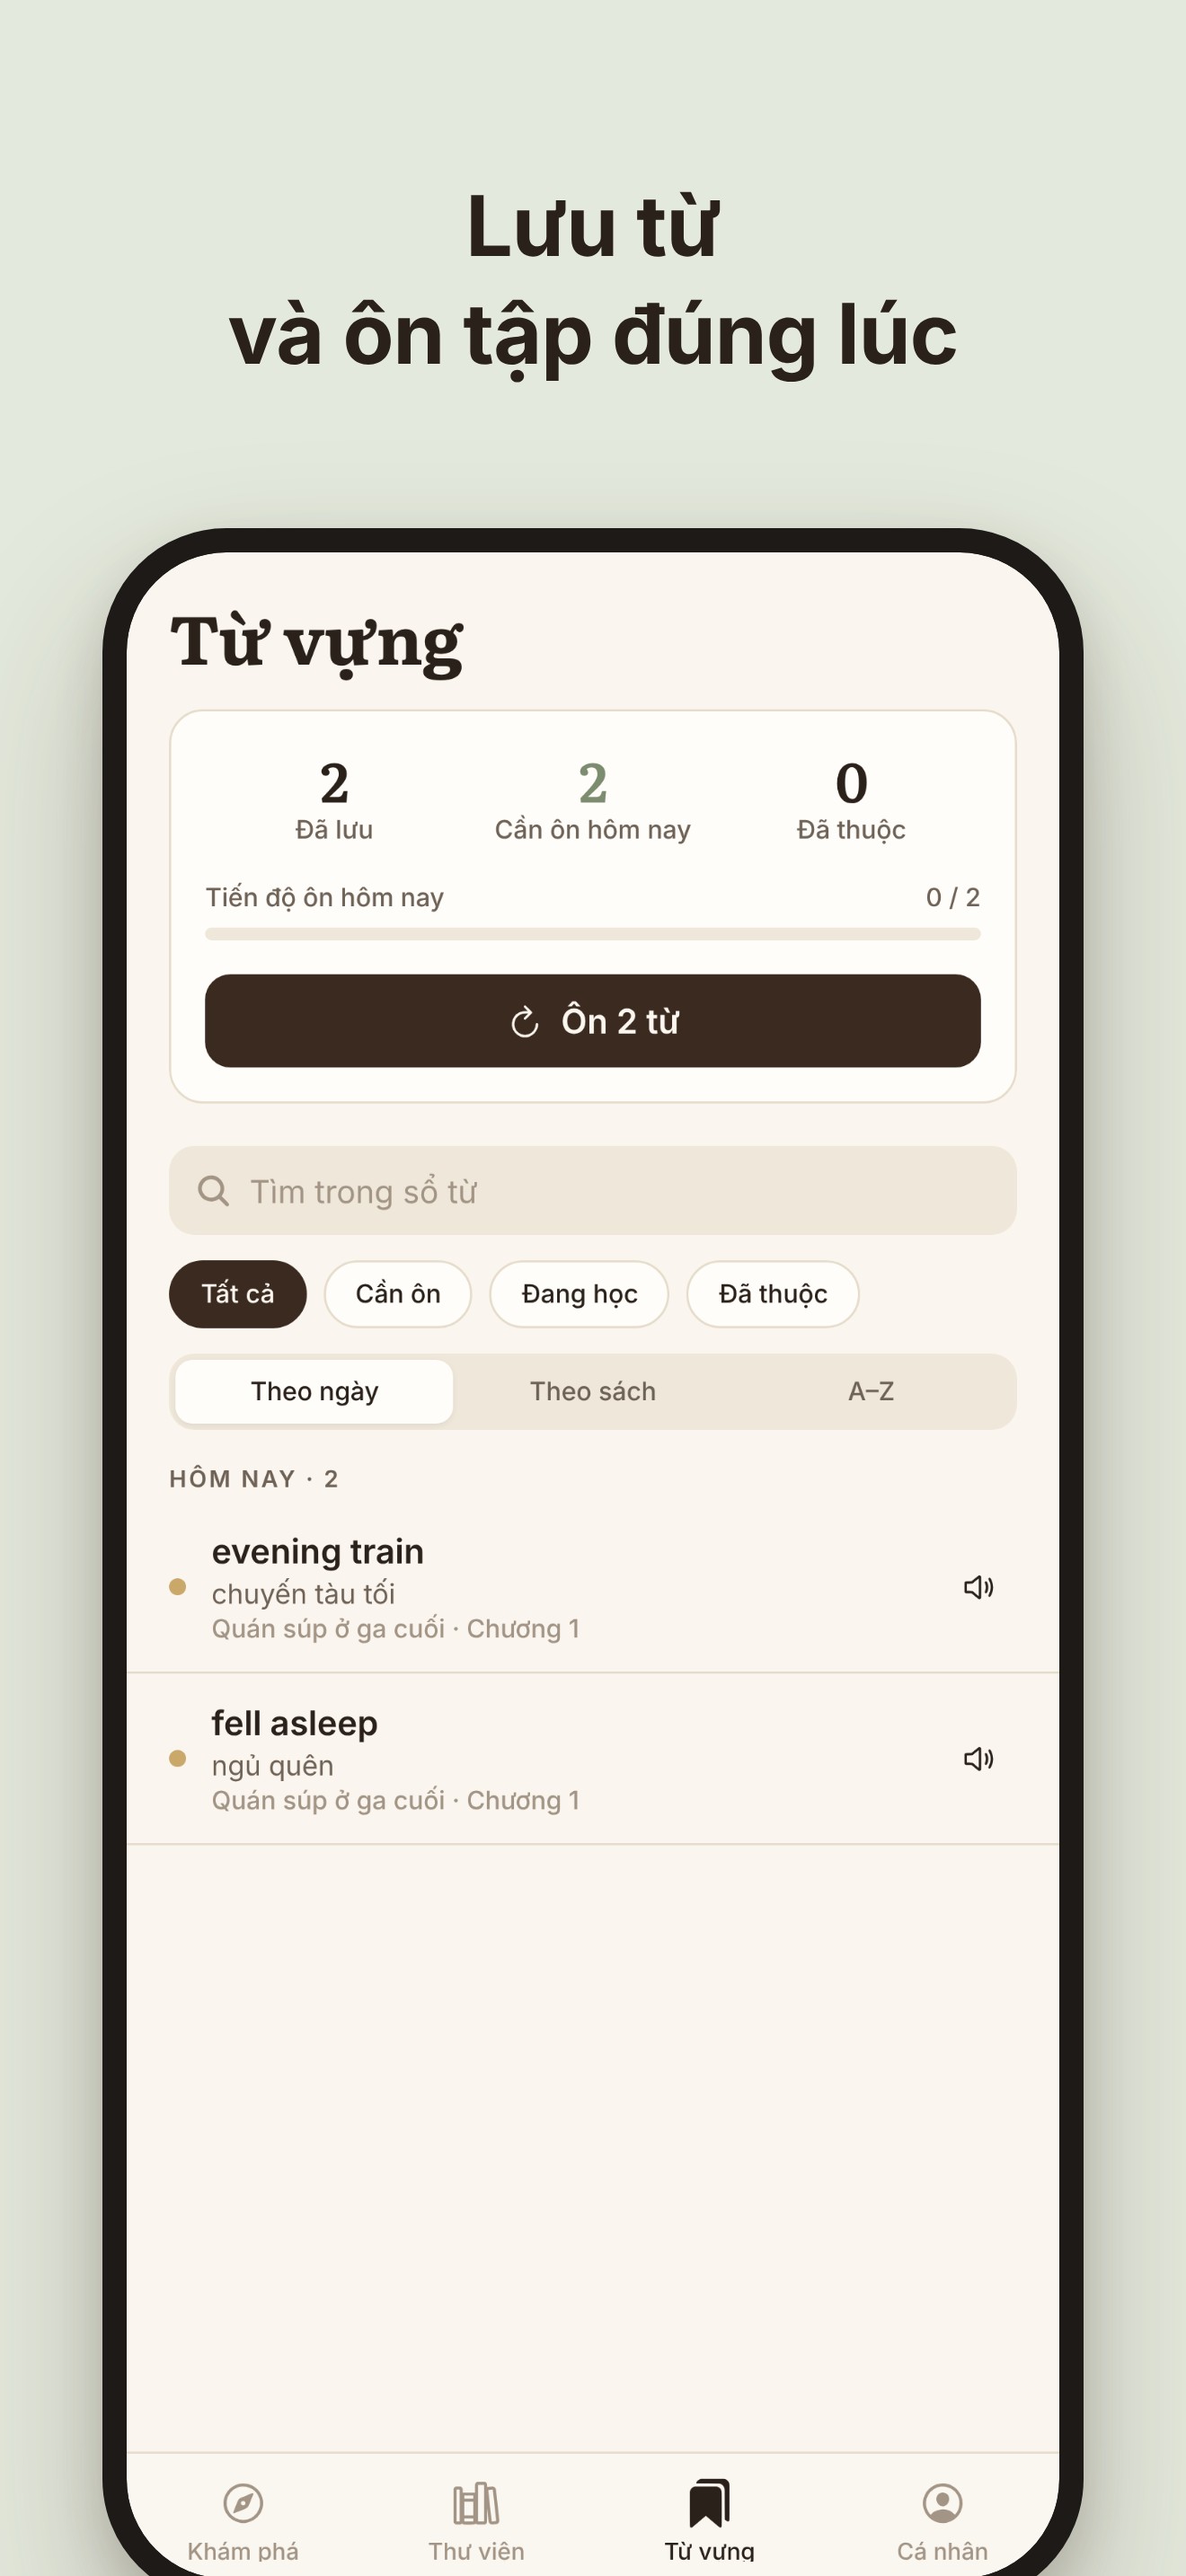 Lưu từ
và ôn tập đúng lúc
Từ vựng
2 2 0
Đã lưu Cần ôn hôm nay Đã thuộc
Tiến độ ôn hôm nay 0 / 2
Ôn 2 từ
Tìm trong sổ từ
Tất cả Cần ôn Đang học Đã thuộc
Theo ngày Theo sách A–Z
HÔM NAY · 2
evening train
chuyến tàu tối
Quán súp ở ga cuối · Chương 1
fell asleep
ngủ quên
Quán súp ở ga cuối · Chương 1
Khám phá Thư viện Từ vựng Cá nhân